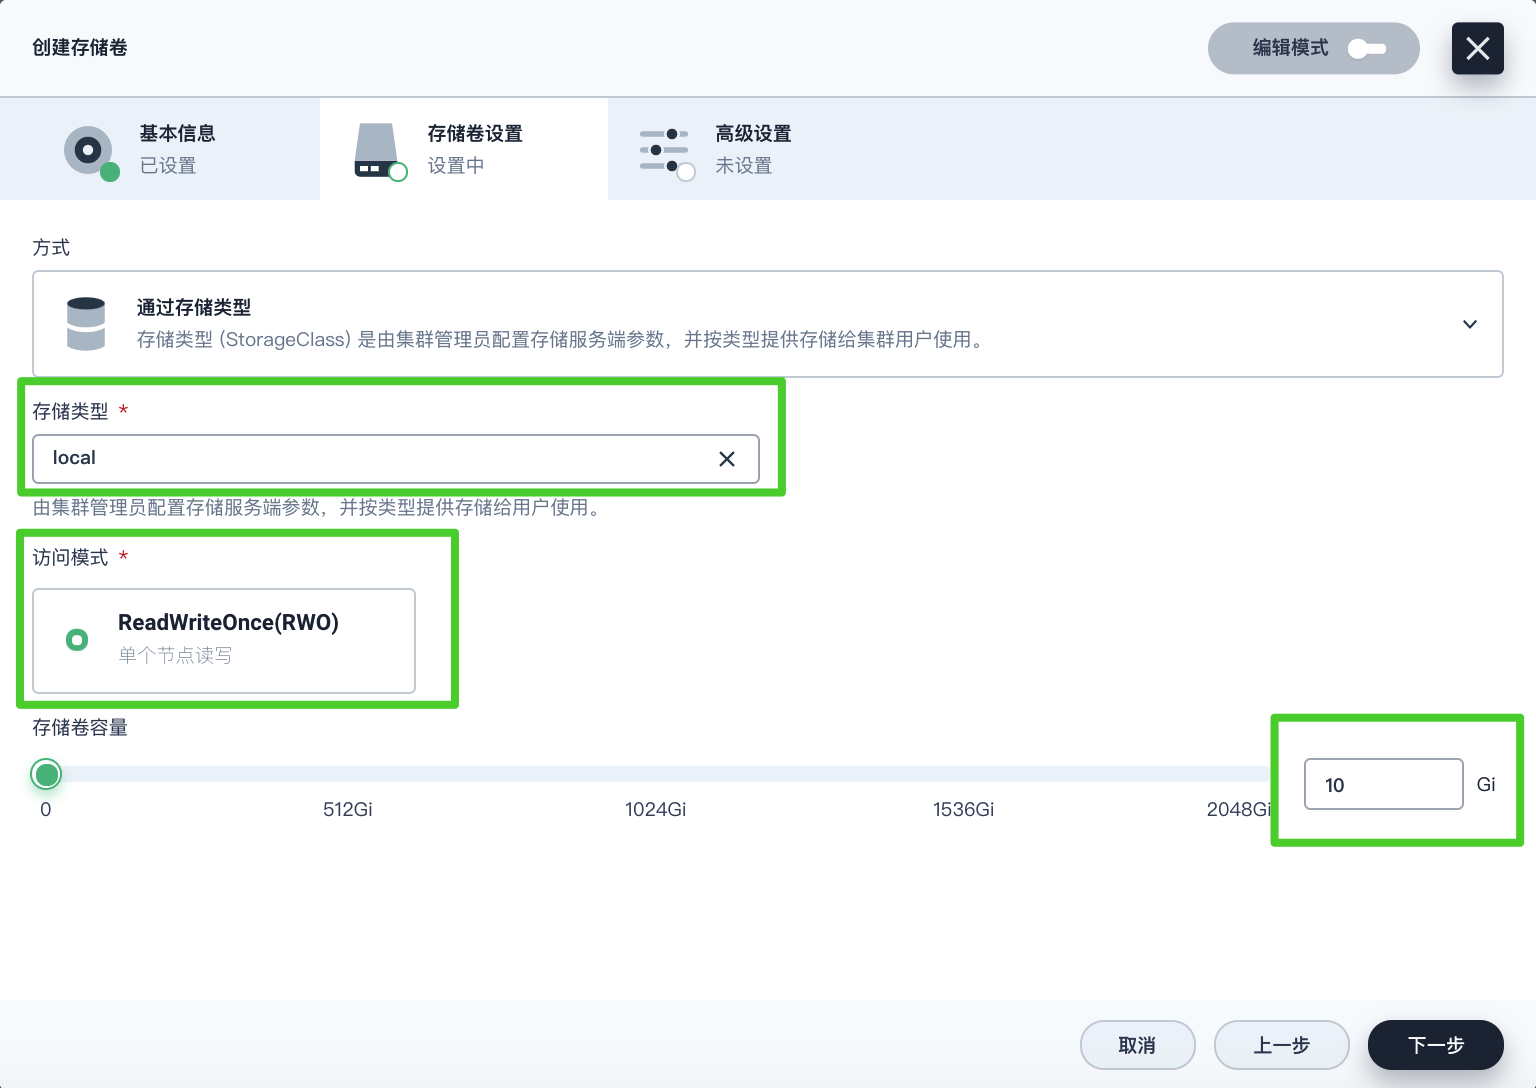 创建存储卷
编辑模式
基本信息
已设置
存储卷设置
设置中
高级设置
未设置
方式
通过存储类型
存储类型 (StorageClass) 是由集群管理员配置存储服务端参数，并按类型提供存储给集群用户使用。
存储类型 *
local
由集群管理员配置存储服务端参数，并按类型提供存储给用户使用。
访问模式 *
ReadWriteOnce(RWO)
单个节点读写
存储卷容量
10 Gi
0 512Gi 1024Gi 1536Gi 2048Gi
取消 上一步 下一步